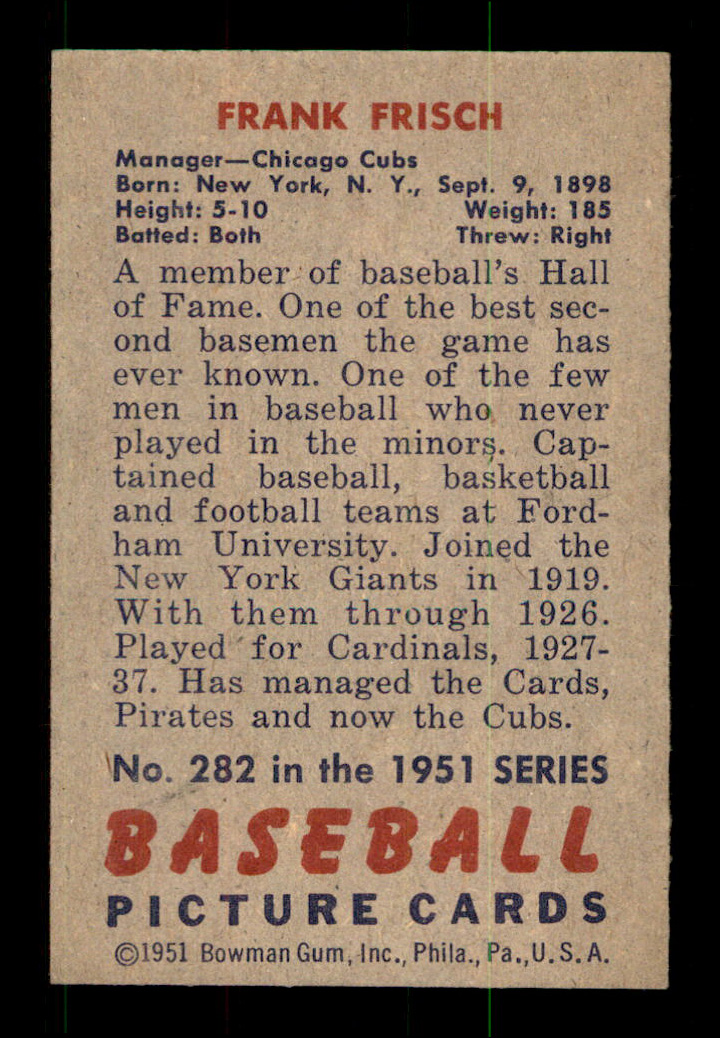 FRANK FRISCH
Manager—Chicago Cubs
Born: New York, N. Y., Sept. 9, 1898
Height: 5-10 Weight: 185
Batted: Both Threw: Right
A member of baseball's Hall
of Fame. One of the best sec-
ond basemen the game has
ever known. One of the few
men in baseball who never
played in the minors. Cap-
tained baseball, basketball
and football teams at Ford-
ham University. Joined the
New York Giants in 1919.
With them through 1926.
Played for Cardinals, 1927-
37. Has managed the Cards,
Pirates and now the Cubs.
No. 282 in the 1951 SERIES
BASEBALL
PICTURE CARDS
©1951 Bowman Gum, Inc., Phila., Pa., U.S.A.